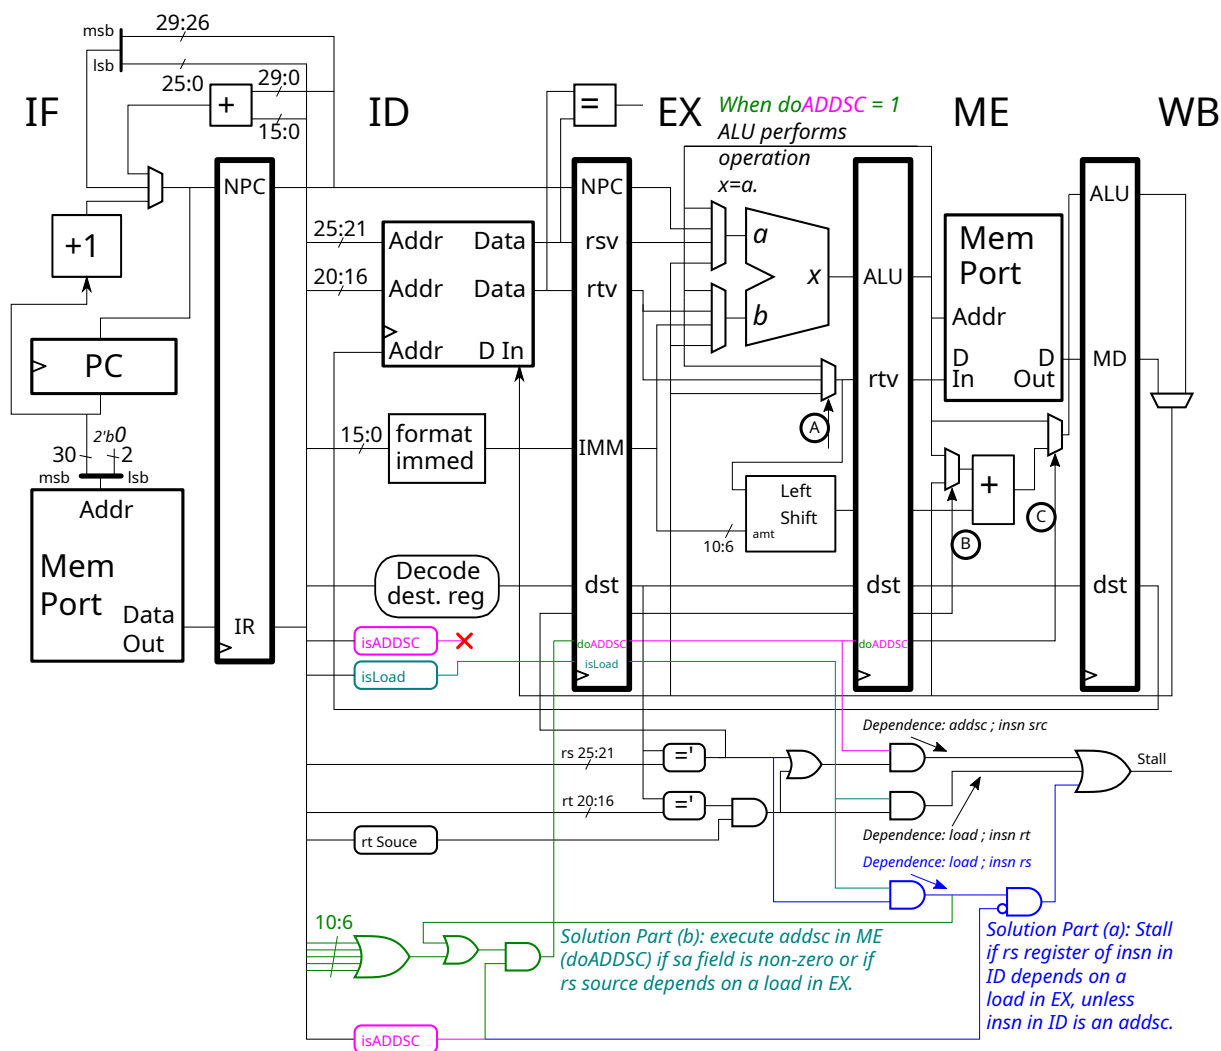 29:26
msb
lsb
25:0
29:0
+
15:0
IF
ID
=
EX
When doADDSC = 1
ALU performs
operation
x=a.
ME
WB
NPC
NPC
ALU
+1
25:21
Addr
Data
rsv
a
Mem
Port
20:16
Addr
Data
rtv
x
ALU
b
Addr
Addr
D In
PC
rtv
D
In
D
Out
MD
A
2'b0
30
2
msb
lsb
15:0
format
immed
IMM
Addr
Left
Shift
amt
10:6
+
C
B
Mem
Port
Data
Out
Decode
dest. reg
dst
dst
dst
IR
isADDSC
doADDSC
doADDSC
isLoad
isLoad
Dependence: addsc ; insn src
rs 25:21
='
Stall
rt 20:16
='
Dependence: load ; insn rt
rt Souce
Dependence: load ; insn rs
10:6
Solution Part (b): execute addsc in ME
(doADDSC) if sa field is non-zero or if
rs source depends on a load in EX.
Solution Part (a): Stall
if rs register of insn in
ID depends on a
load in EX, unless
insn in ID is an addsc.
isADDSC